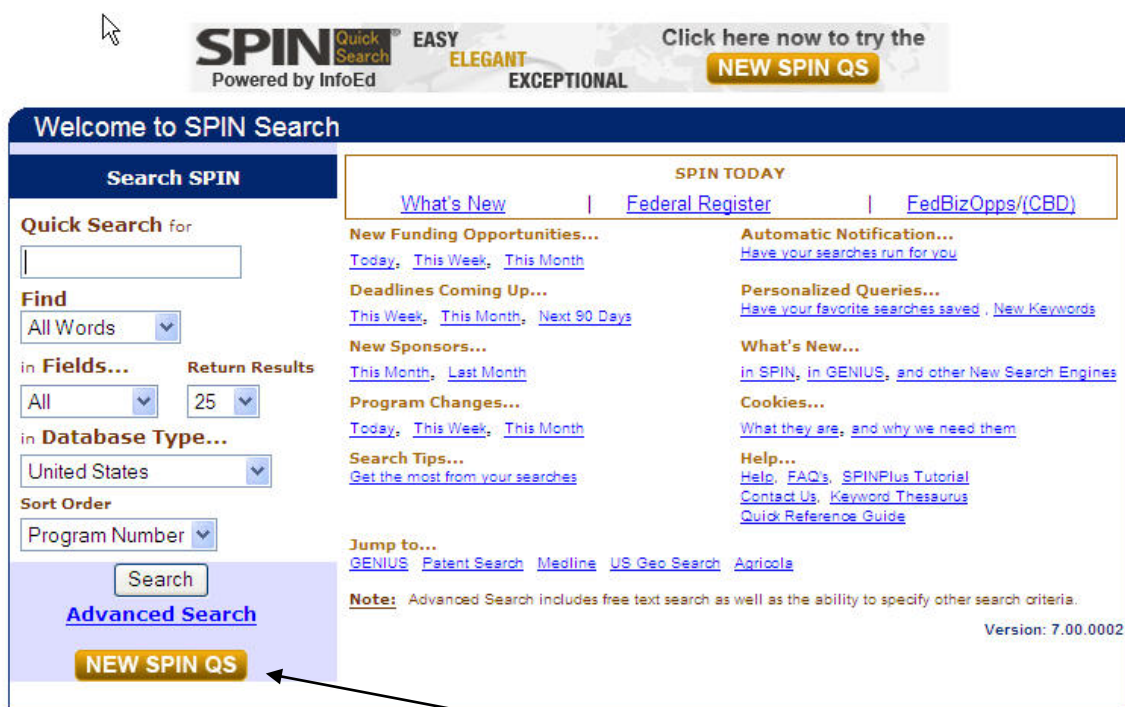 SPIN Quick Search® EASY ELEGANT EXCEPTIONAL
Powered by InfoEd
Click here now to try the
NEW SPIN QS
Welcome to SPIN Search
Search SPIN
Quick Search for
Find
All Words
in Fields... Return Results
All 25
in Database Type...
United States
Sort Order
Program Number
Search
Advanced Search
NEW SPIN QS
SPIN TODAY
What's New | Federal Register | FedBizOpps/(CBD)
New Funding Opportunities...
Today, This Week, This Month
Deadlines Coming Up...
This Week, This Month, Next 90 Days
New Sponsors...
This Month, Last Month
Program Changes...
Today, This Week, This Month
Search Tips...
Get the most from your searches
Automatic Notification...
Have your searches run for you
Personalized Queries...
Have your favorite searches saved , New Keywords
What's New...
in SPIN, in GENIUS, and other New Search Engines
Cookies...
What they are, and why we need them
Help...
Help, FAQ's, SPINPlus Tutorial
Contact Us, Keyword Thesaurus
Quick Reference Guide
Jump to...
GENIUS Patent Search Medline US Geo Search Agricola
Note: Advanced Search includes free text search as well as the ability to specify other search criteria.
Version: 7.00.0002